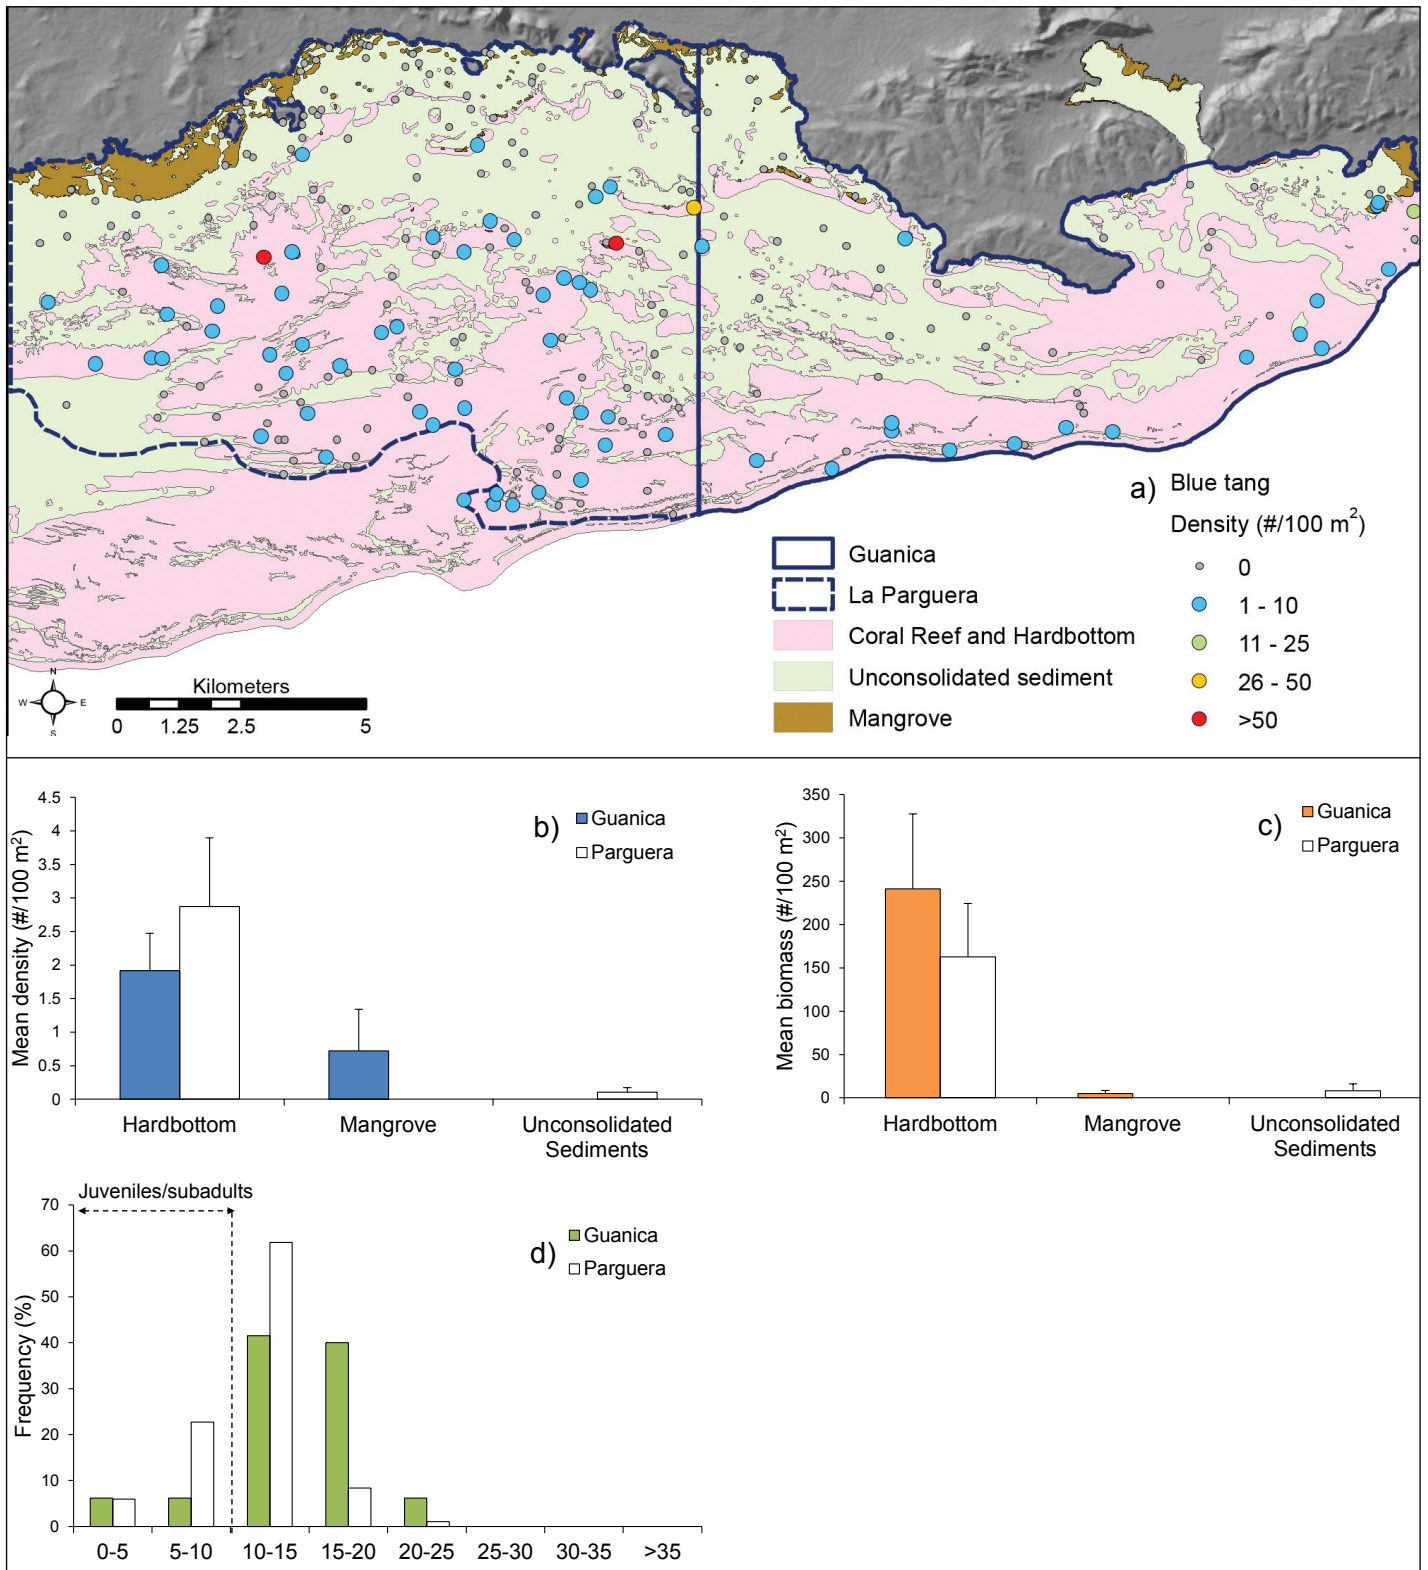 a) Blue tang
Density (#/100 m²)
0
1 - 10
11 - 25
26 - 50
>50
Guanica
La Parguera
Coral Reef and Hardbottom
Unconsolidated sediment
Mangrove
N
W E
S
Kilometers
0 1.25 2.5 5
b)
Guanica
Parguera
Mean density (#/100 m²)
4.5
4
3.5
3
2.5
2
1.5
1
0.5
0
Hardbottom Mangrove Unconsolidated
Sediments
c)
Guanica
Parguera
Mean biomass (#/100 m²)
350
300
250
200
150
100
50
0
Hardbottom Mangrove Unconsolidated
Sediments
Juveniles/subadults
d)
Guanica
Parguera
Frequency (%)
70
60
50
40
30
20
10
0
0-5 5-10 10-15 15-20 20-25 25-30 30-35 >35